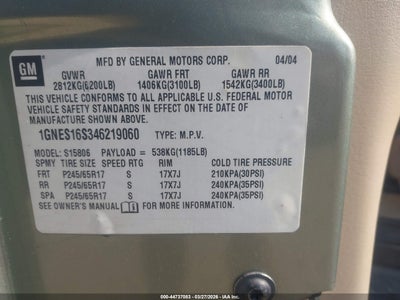 GM
MFD BY GENERAL MOTORS CORP. 04/04
GVWR GAWR FRT GAWR RR
2812KG(6200LB) 1406KG(3100LB) 1542KG(3400LB)
THIS VEHICLE CONFORMS TO ALL APPLICABLE U.S. FEDERAL MOTOR
VEHICLE SAFETY STANDARDS IN EFFECT ON THE DATE OF
MANUFACTURE SHOWN ABOVE.
1GNES16S346219060 TYPE: M.P.V.
MODEL: S15806 PAYLOAD = 538KG(1185LB)
SPMY TIRE SIZE SPEED RTG RIM COLD TIRE PRESSURE
FRT P245/65R17 S 17X7J 210KPA(30PSI)
RR P245/65R17 S 17X7J 240KPA(35PSI)
SPA P245/65R17 S 17X7J 240KPA(35PSI)
SEE OWNER'S MANUAL FOR MORE INFORMATION.
© IAA 000-44737083 - 03/27/2026 - IAA